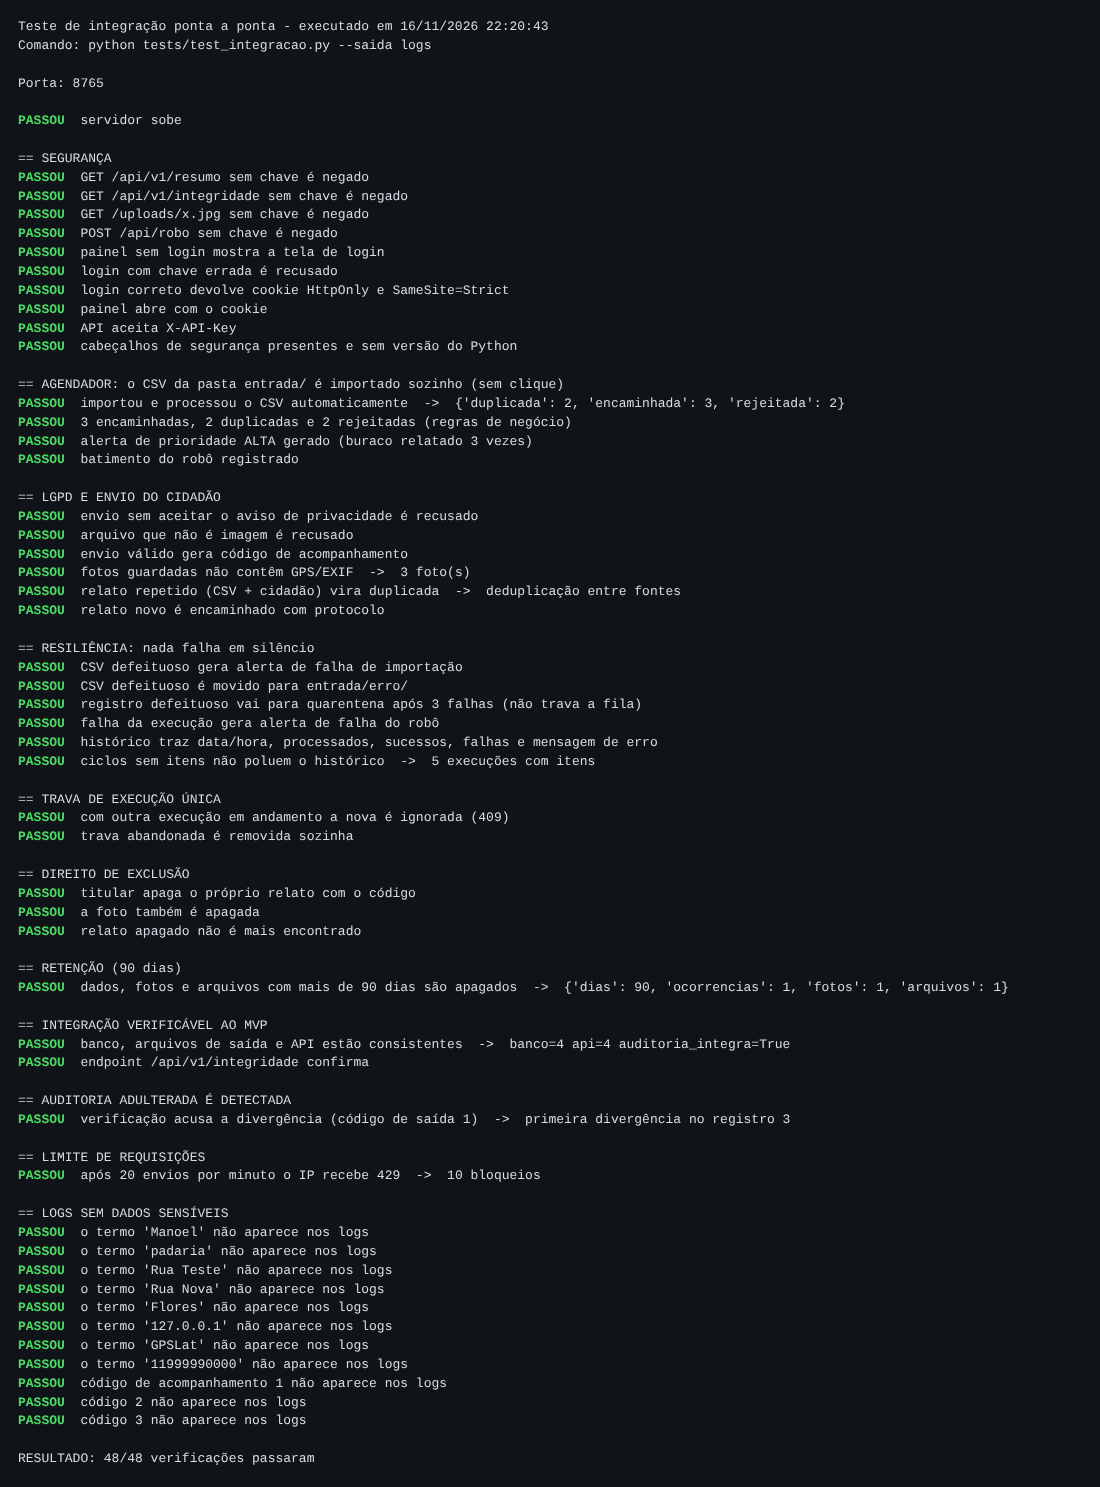 Teste de integração ponta a ponta - executado em 16/11/2026 22:20:43
Comando: python tests/test_integracao.py --saida logs
Porta: 8765
PASSOU  servidor sobe
== SEGURANÇA
PASSOU  GET /api/v1/resumo sem chave é negado
PASSOU  GET /api/v1/integridade sem chave é negado
PASSOU  GET /uploads/x.jpg sem chave é negado
PASSOU  POST /api/robo sem chave é negado
PASSOU  painel sem login mostra a tela de login
PASSOU  login com chave errada é recusado
PASSOU  login correto devolve cookie HttpOnly e SameSite=Strict
PASSOU  painel abre com o cookie
PASSOU  API aceita X-API-Key
PASSOU  cabeçalhos de segurança presentes e sem versão do Python
== AGENDADOR: o CSV da pasta entrada/ é importado sozinho (sem clique)
PASSOU  importou e processou o CSV automaticamente  ->  {'duplicada': 2, 'encaminhada': 3, 'rejeitada': 2}
PASSOU  3 encaminhadas, 2 duplicadas e 2 rejeitadas (regras de negócio)
PASSOU  alerta de prioridade ALTA gerado (buraco relatado 3 vezes)
PASSOU  batimento do robô registrado
== LGPD E ENVIO DO CIDADÃO
PASSOU  envio sem aceitar o aviso de privacidade é recusado
PASSOU  arquivo que não é imagem é recusado
PASSOU  envio válido gera código de acompanhamento
PASSOU  fotos guardadas não contêm GPS/EXIF  ->  3 foto(s)
PASSOU  relato repetido (CSV + cidadão) vira duplicada  ->  deduplicação entre fontes
PASSOU  relato novo é encaminhado com protocolo
== RESILIÊNCIA: nada falha em silêncio
PASSOU  CSV defeituoso gera alerta de falha de importação
PASSOU  CSV defeituoso é movido para entrada/erro/
PASSOU  registro defeituoso vai para quarentena após 3 falhas (não trava a fila)
PASSOU  falha da execução gera alerta de falha do robô
PASSOU  histórico traz data/hora, processados, sucessos, falhas e mensagem de erro
PASSOU  ciclos sem itens não poluem o histórico  ->  5 execuções com itens
== TRAVA DE EXECUÇÃO ÚNICA
PASSOU  com outra execução em andamento a nova é ignorada (409)
PASSOU  trava abandonada é removida sozinha
== DIREITO DE EXCLUSÃO
PASSOU  titular apaga o próprio relato com o código
PASSOU  a foto também é apagada
PASSOU  relato apagado não é mais encontrado
== RETENÇÃO (90 dias)
PASSOU  dados, fotos e arquivos com mais de 90 dias são apagados  ->  {'dias': 90, 'ocorrencias': 1, 'fotos': 1, 'arquivos': 1}
== INTEGRAÇÃO VERIFICÁVEL AO MVP
PASSOU  banco, arquivos de saída e API estão consistentes  ->  banco=4 api=4 auditoria_integra=True
PASSOU  endpoint /api/v1/integridade confirma
== AUDITORIA ADULTERADA É DETECTADA
PASSOU  verificação acusa a divergência (código de saída 1)  ->  primeira divergência no registro 3
== LIMITE DE REQUISIÇÕES
PASSOU  após 20 envios por minuto o IP recebe 429  ->  10 bloqueios
== LOGS SEM DADOS SENSÍVEIS
PASSOU  o termo 'Manoel' não aparece nos logs
PASSOU  o termo 'padaria' não aparece nos logs
PASSOU  o termo 'Rua Teste' não aparece nos logs
PASSOU  o termo 'Rua Nova' não aparece nos logs
PASSOU  o termo 'Flores' não aparece nos logs
PASSOU  o termo '127.0.0.1' não aparece nos logs
PASSOU  o termo 'GPSLat' não aparece nos logs
PASSOU  o termo '11999990000' não aparece nos logs
PASSOU  código de acompanhamento 1 não aparece nos logs
PASSOU  código 2 não aparece nos logs
PASSOU  código 3 não aparece nos logs
RESULTADO: 48/48 verificações passaram